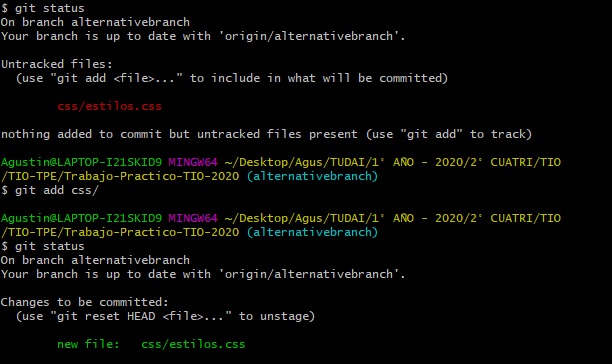 $ git status
On branch alternativebranch
Your branch is up to date with 'origin/alternativebranch'.
Untracked files:
(use "git add <file>..." to include in what will be committed)
css/estilos.css
nothing added to commit but untracked files present (use "git add" to track)
Agustin@LAPTOP-I21SKID9 MINGW64 ~/Desktop/Agus/TUDAI/1° AÑO - 2020/2° CUATRI/TIO
/TIO-TPE/Trabajo-Practico-TIO-2020 (alternativebranch)
$ git add css/
Agustin@LAPTOP-I21SKID9 MINGW64 ~/Desktop/Agus/TUDAI/1° AÑO - 2020/2° CUATRI/TIO
/TIO-TPE/Trabajo-Practico-TIO-2020 (alternativebranch)
$ git status
On branch alternativebranch
Your branch is up to date with 'origin/alternativebranch'.
Changes to be committed:
(use "git reset HEAD <file>..." to unstage)
new file:   css/estilos.css